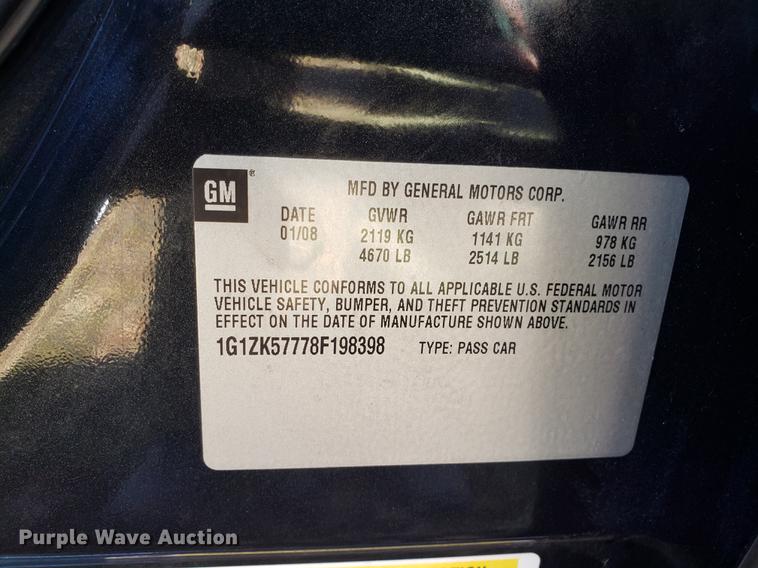 GM ® MFD BY GENERAL MOTORS CORP.
DATE GVWR GAWR FRT GAWR RR
01/08 2119 KG 1141 KG 978 KG
4670 LB 2514 LB 2156 LB
THIS VEHICLE CONFORMS TO ALL APPLICABLE U.S. FEDERAL MOTOR
VEHICLE SAFETY, BUMPER, AND THEFT PREVENTION STANDARDS IN
EFFECT ON THE DATE OF MANUFACTURE SHOWN ABOVE.
1G1ZK57778F198398 TYPE: PASS CAR
Purple Wave Auction